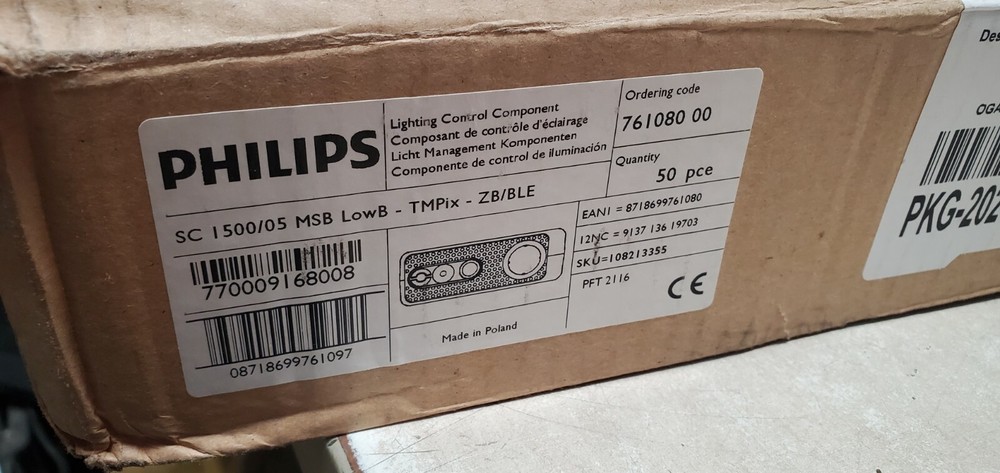 PHILIPS
Lighting Control Component
Composant de contrôle d'éclairage
Licht Management Komponenten
Componente de control de iluminación
Ordering code
761080 00
Quantity
50 pce
SC 1500/05 MSB LowB - TMPix - ZB/BLE
770009168008
08718699761097
Made in Poland
EAN1 = 8718699761080
12NC = 9137 136 19703
SKU=108213355
PFT 2116
CE
Des
OGA
PKG-202